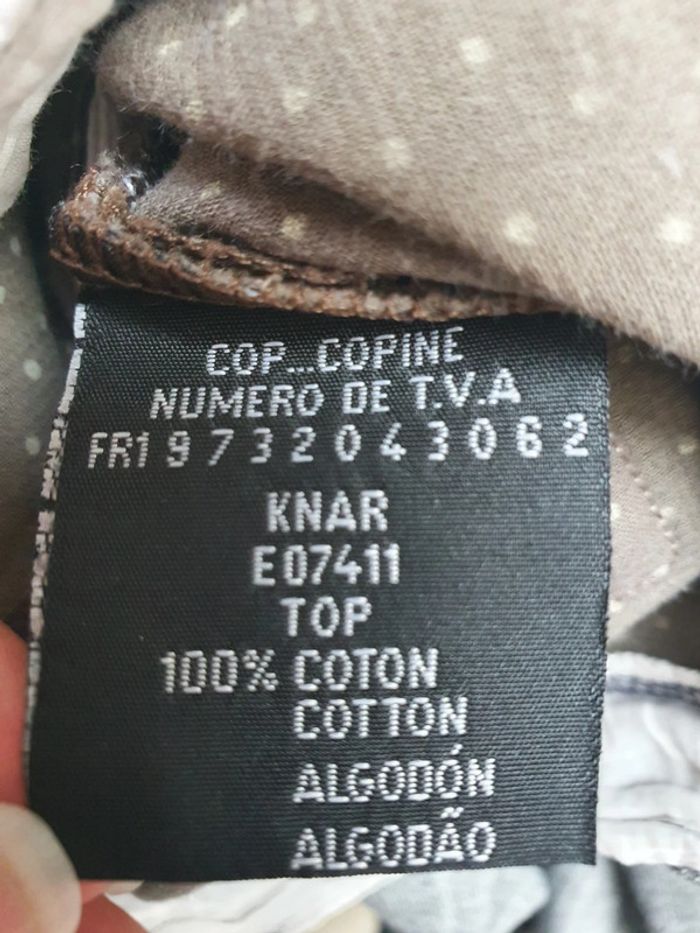 COP...COPINE
NUMERO DE T.V.A
FR19732043062
KNAR
E07411
TOP
100% COTON
COTTON
ALGODÓN
ALGODÃO